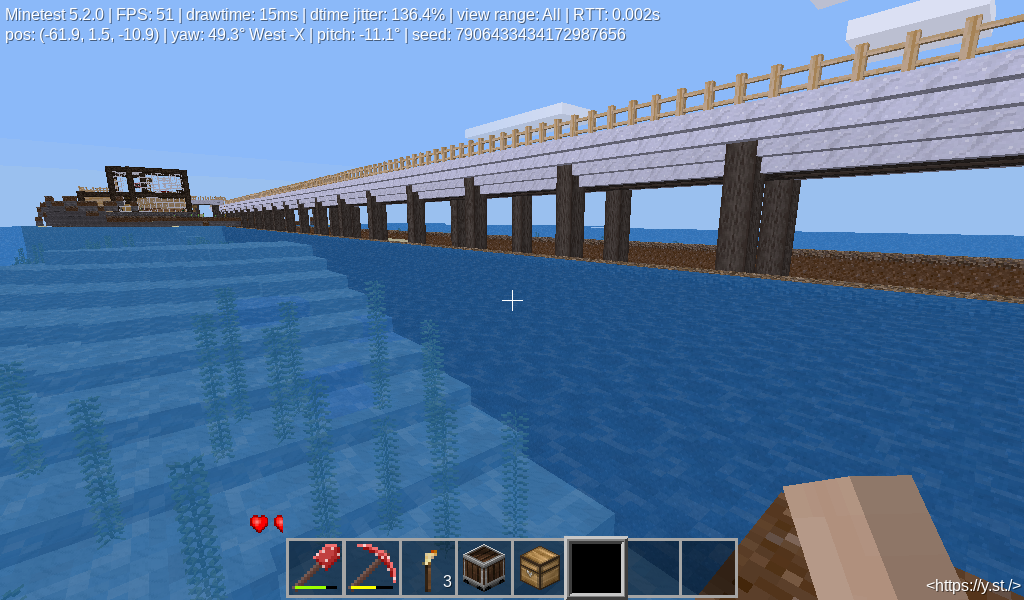 Minetest 5.2.0 | FPS: 51 | drawtime: 15ms | dtime jitter: 136.4% | view range: All | RTT: 0.002s
pos: (-61.9, 1.5, -10.9) | yaw: 49.3° West -X | pitch: -11.1° | seed: 7906433434172987656
3
<https://y.st./>